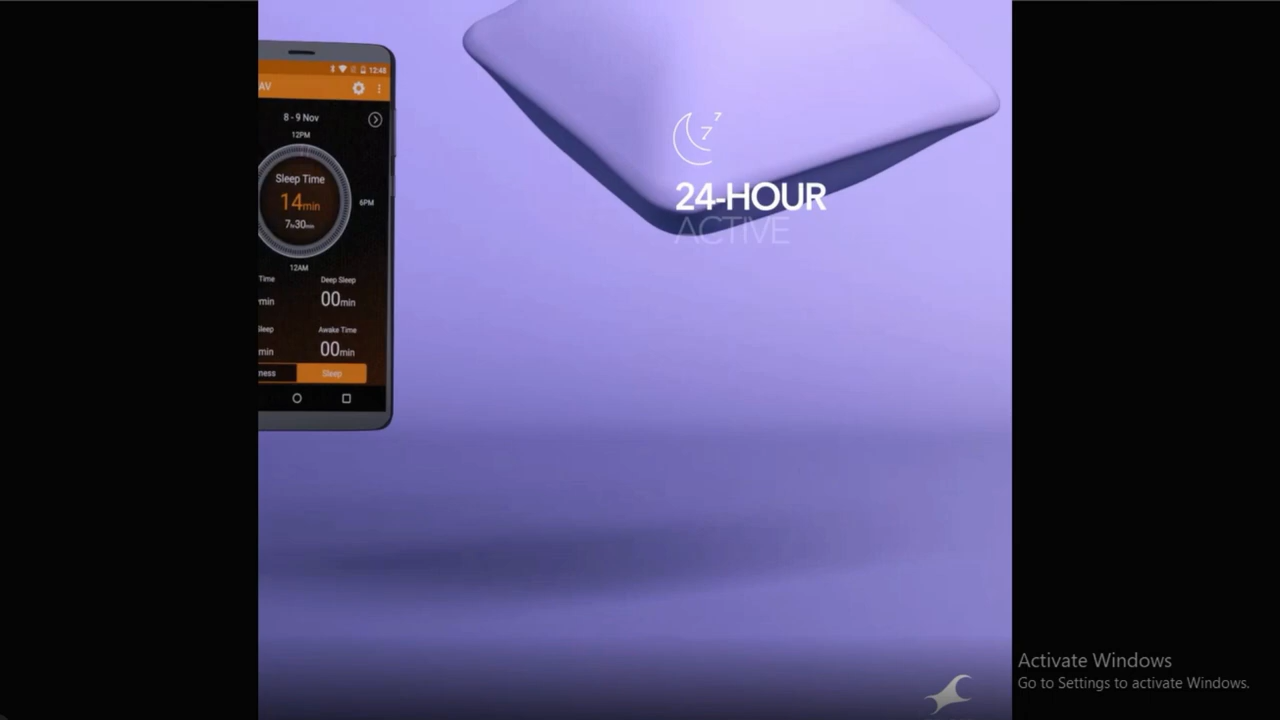 12:48
AV
8 - 9 Nov
12PM
Sleep Time
14min
7hr30min
6PM
12AM
Time
Deep Sleep
min
00min
Sleep
Awake Time
min
00min
ness
Sleep
24-HOUR
ACTIVE
Activate Windows
Go to Settings to activate Windows.